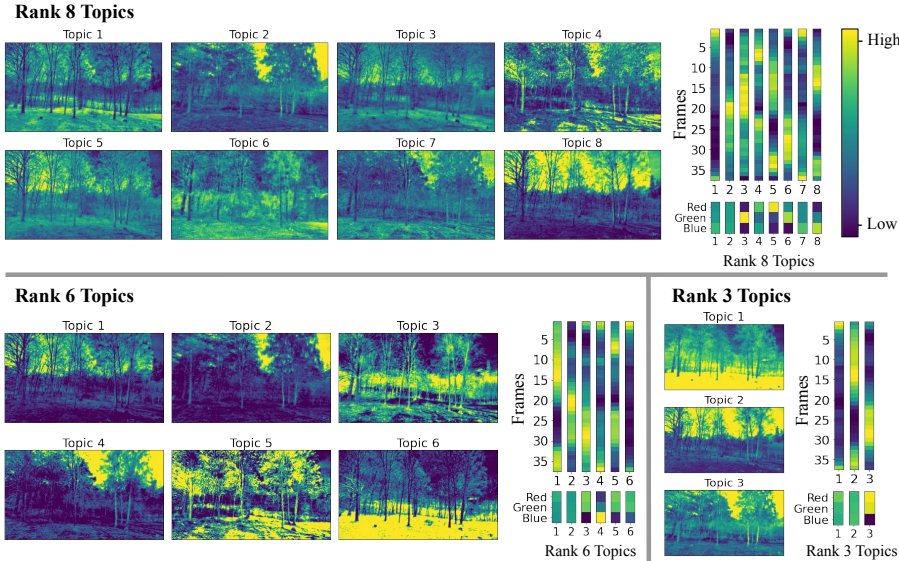 Rank 8 Topics
Topic 1
Topic 2
Topic 3
Topic 4
Topic 5
Topic 6
Topic 7
Topic 8
Frames
5
10
15
20
25
30
35
1 2 3 4 5 6 7 8
Red
Green
Blue
1 2 3 4 5 6 7 8
Rank 8 Topics
High
Low
Rank 6 Topics
Topic 1
Topic 2
Topic 3
Topic 4
Topic 5
Topic 6
Frames
5
10
15
20
25
30
35
1 2 3 4 5 6
Red
Green
Blue
1 2 3 4 5 6
Rank 6 Topics
Rank 3 Topics
Topic 1
Topic 2
Topic 3
Frames
5
10
15
20
25
30
35
1 2 3
Red
Green
Blue
1 2 3
Rank 3 Topics